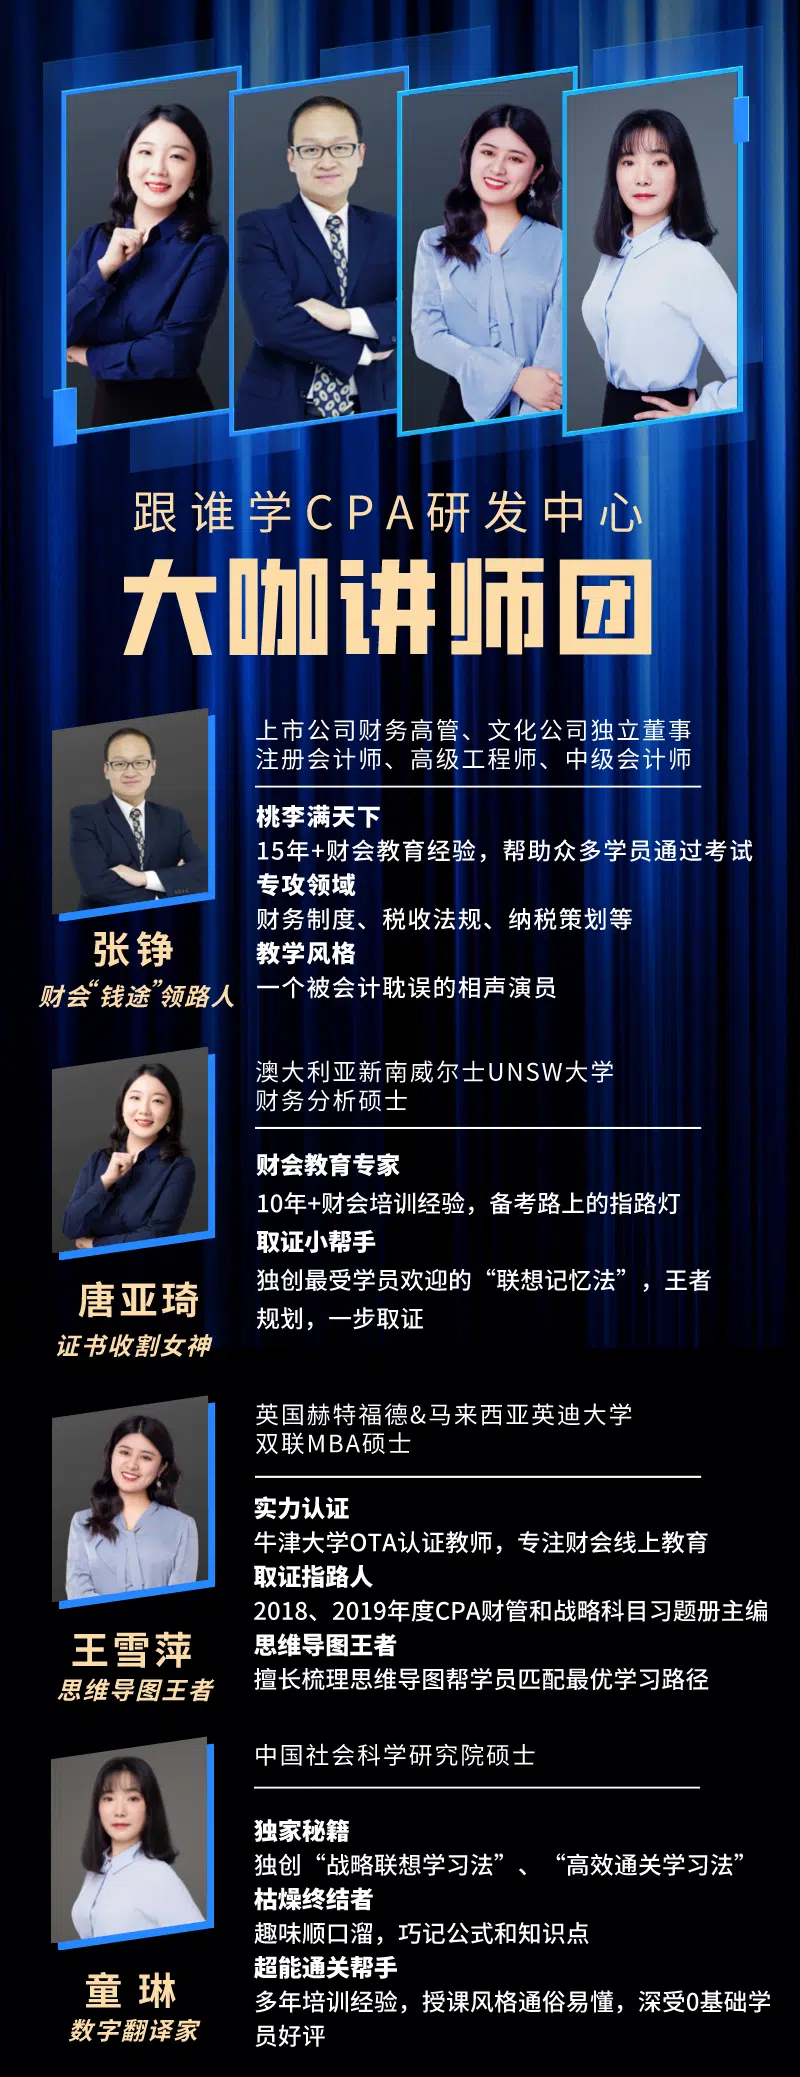 跟谁学CPA研发中心
大咖讲师团
上市公司财务高管、文化公司独立董事
注册会计师、高级工程师、中级会计师
桃李满天下
15年+财会教育经验，帮助众多学员通过考试
专攻领域
财务制度、税收法规、纳税策划等
教学风格
一个被会计耽误的相声演员
张铮
财会“钱途”领路人
澳大利亚新南威尔士UNSW大学
财务分析硕士
财会教育专家
10年+财会培训经验，备考路上的指路灯
取证小帮手
独创最受学员欢迎的“联想记忆法”，王者
规划，一步取证
唐亚琦
证书收割女神
英国赫特福德&马来西亚英迪大学
双联MBA硕士
实力认证
牛津大学OTA认证教师，专注财会线上教育
取证指路人
2018、2019年度CPA财管和战略科目习题册主编
思维导图王者
擅长梳理思维导图帮学员匹配最优学习路径
王雪萍
思维导图王者
中国社会科学研究院硕士
独家秘籍
独创“战略联想学习法”、“高效通关学习法”
枯燥终结者
趣味顺口溜，巧记公式和知识点
超能通关帮手
多年培训经验，授课风格通俗易懂，深受0基础学
员好评
童 琳
数字翻译家